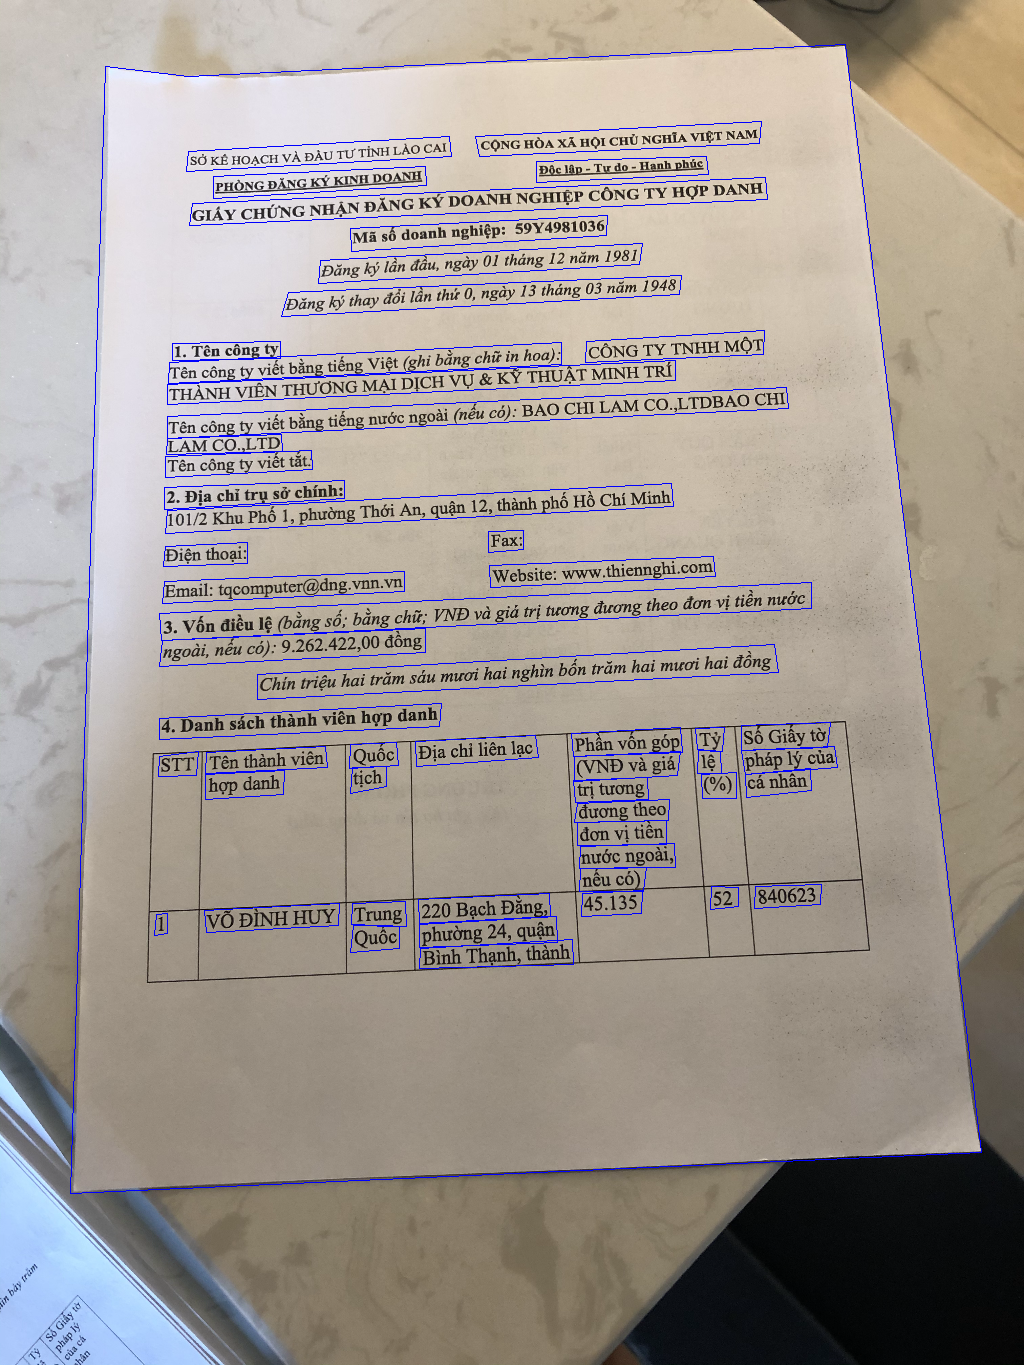 SỞ KẾ HOẠCH VÀ ĐẦU TƯ TỈNH LÀO CAI
CỘNG HÒA XÃ HỘI CHỦ NGHĨA VIỆT NAM
PHÒNG ĐĂNG KÝ KINH DOANH
Độc lập - Tự do - Hạnh phúc
GIẤY CHỨNG NHẬN ĐĂNG KÝ DOANH NGHIỆP CÔNG TY HỢP DANH
Mã số doanh nghiệp: 59Y4981036
Đăng ký lần đầu, ngày 01 tháng 12 năm 1981
Đăng ký thay đổi lần thứ 0, ngày 13 tháng 03 năm 1948
1. Tên công ty
Tên công ty viết bằng tiếng Việt (ghi bằng chữ in hoa): CÔNG TY TNHH MỘT
THÀNH VIÊN THƯƠNG MẠI DỊCH VỤ & KỸ THUẬT MINH TRÍ
Tên công ty viết bằng tiếng nước ngoài (nếu có): BAO CHI LAM CO.,LTDBAO CHI
LAM CO.,LTD
Tên công ty viết tắt.
2. Địa chỉ trụ sở chính:
101/2 Khu Phố 1, phường Thới An, quận 12, thành phố Hồ Chí Minh
Điện thoại:
Fax:
Email: tqcomputer@dng.vnn.vn
Website: www.thiennghi.com
3. Vốn điều lệ (bằng số; bằng chữ; VNĐ và giá trị tương đương theo đơn vị tiền nước
ngoài, nếu có): 9.262.422,00 đồng
Chín triệu hai trăm sáu mươi hai nghìn bốn trăm hai mươi hai đồng
4. Danh sách thành viên hợp danh
STT
Tên thành viên
hợp danh
Quốc
tịch
Địa chỉ liên lạc
Phần vốn góp
(VNĐ và giá
trị tương
đương theo
đơn vị tiền
nước ngoài,
nếu có)
Tỷ
lệ
(%)
Số Giấy tờ
pháp lý của
cá nhân
1
VÕ ĐÌNH HUY
Trung
Quốc
220 Bạch Đằng,
phường 24, quận
Bình Thạnh, thành
45.135
52
840623
bảy trăm
Tỷ
Số Giấy tờ
pháp lý
của cá
nhân